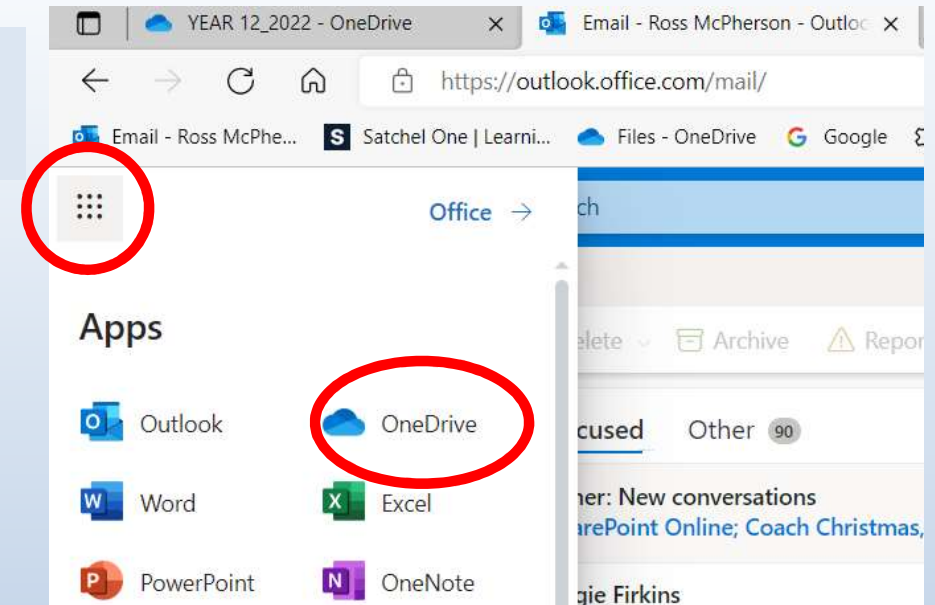 YEAR 12_2022 - OneDrive Email - Ross McPherson - Outloo
https://outlook.office.com/mail/
Email - Ross McPhe... S Satchel One | Learni... Files - OneDrive G Google
Office → ch
Apps
elete Archive Repor
Outlook OneDrive
cused Other 90
Word Excel
ner: New conversations
arePoint Online; Coach Christmas,
PowerPoint OneNote
gie Firkins